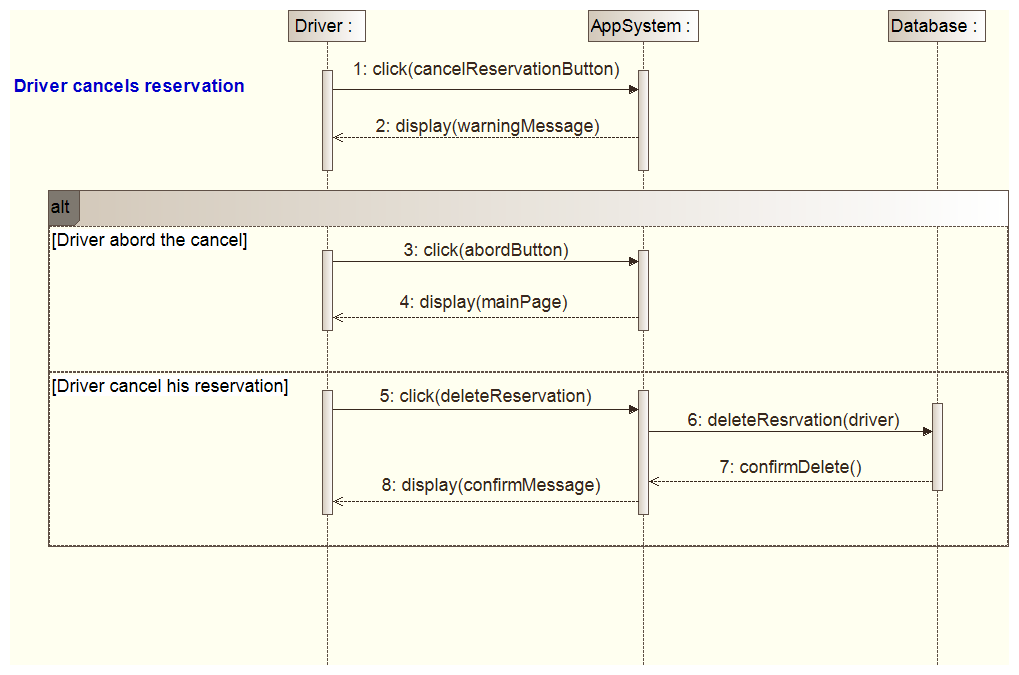 Driver :
AppSystem :
Database :
1: click(cancelReservationButton)
Driver cancels reservation
2: display(warningMessage)
alt
[Driver abord the cancel]
3: click(abordButton)
4: display(mainPage)
[Driver cancel his reservation]
5: click(deleteReservation)
6: deleteResrvation(driver)
7: confirmDelete()
8: display(confirmMessage)